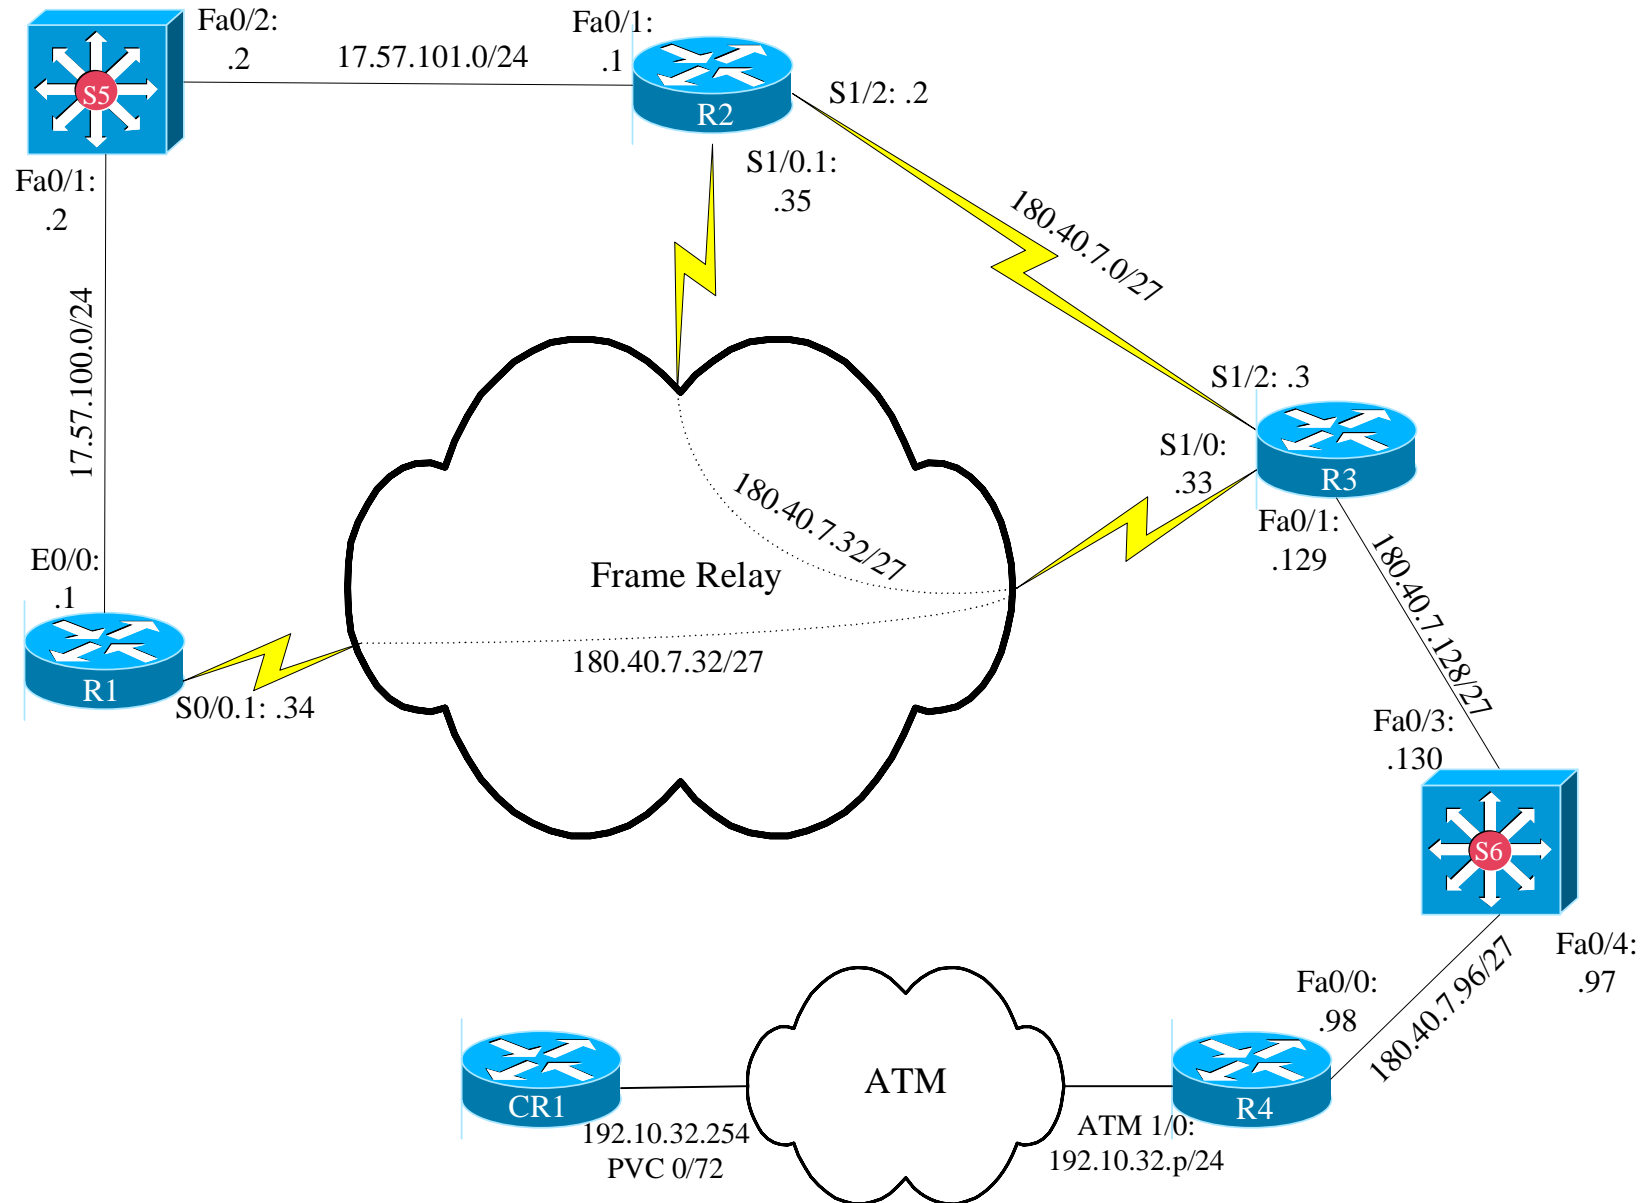 Fa0/2:
.2
17.57.101.0/24
Fa0/1:
.1
S5
R2
S1/2: .2
Fa0/1:
.2
S1/0.1:
.35
180.40.7.0/27
17.57.100.0/24
S1/2: .3
S1/0:
.33
R3
180.40.7.32/27
Fa0/1:
.129
E0/0:
.1
Frame Relay
180.40.7.128/27
R1
180.40.7.32/27
S0/0.1: .34
Fa0/3:
.130
S6
Fa0/4:
.97
Fa0/0:
.98
180.40.7.96/27
ATM
CR1
R4
192.10.32.254
PVC 0/72
ATM 1/0:
192.10.32.p/24